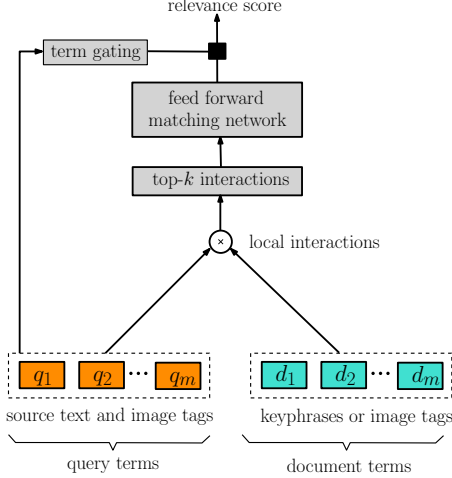 relevance score
term gating
feed forward
matching network
top-k interactions
× local interactions
q1 q2 ··· qm d1 d2 ··· dm
source text and image tags keyphrases or image tags
query terms document terms